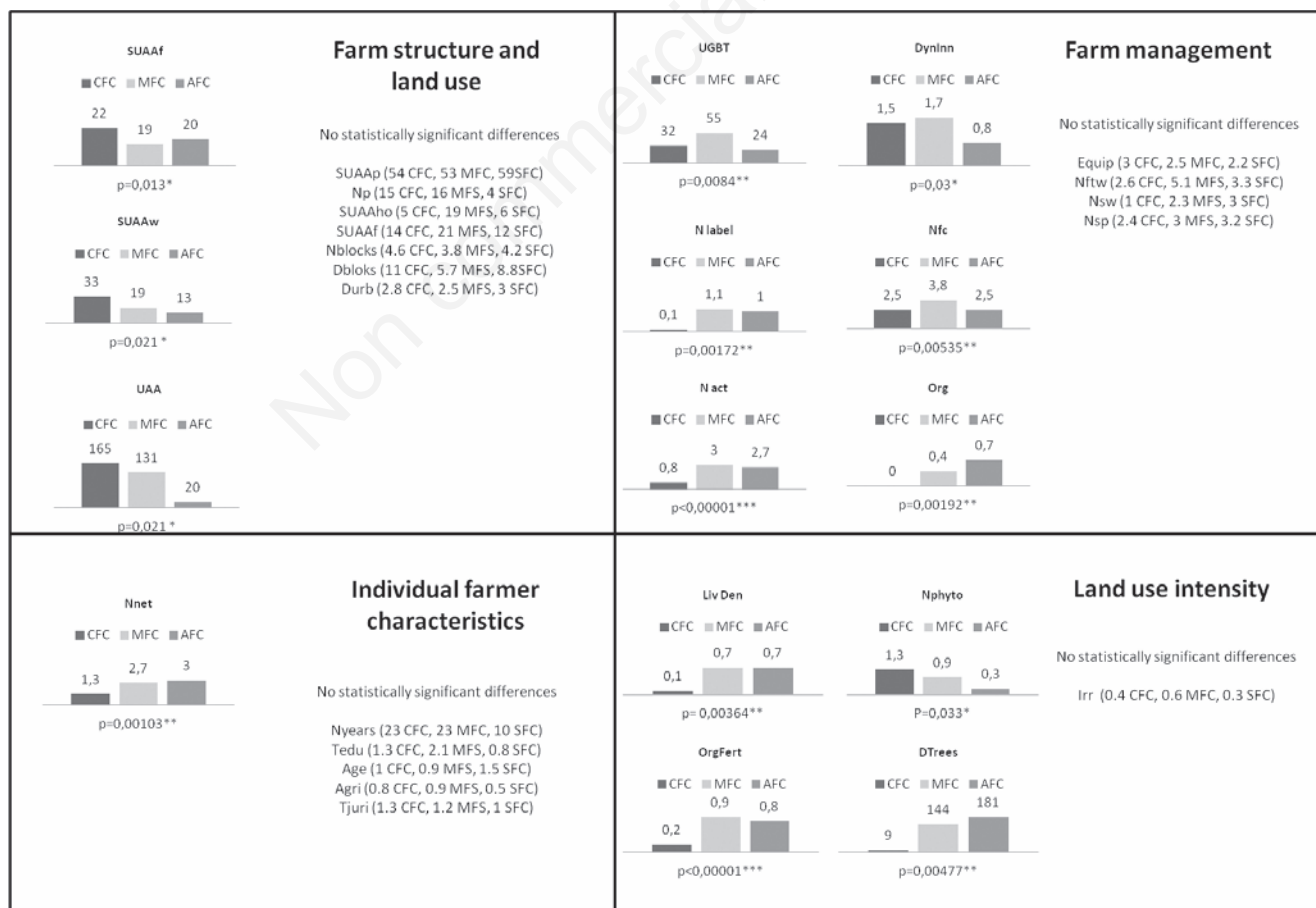 SUAAf
CFC MFC AFC
22
19
20
p=0,013*
SUAAw
CFC MFC AFC
33
19
13
p=0,021 *
UAA
CFC MFC AFC
165
131
20
p=0,021 *
Farm structure and
land use
No statistically significant differences
SUAAp (54 CFC, 53 MFC, 59SFC)
Np (15 CFC, 16 MFS, 4 SFC)
SUAAho (5 CFC, 19 MFS, 6 SFC)
SUAAf (14 CFC, 21 MFS, 12 SFC)
Nblocks (4.6 CFC, 3.8 MFS, 4.2 SFC)
Dbloks (11 CFC, 5.7 MFS, 8.8SFC)
Durb (2.8 CFC, 2.5 MFS, 3 SFC)
UGBT
CFC MFC AFC
32
55
24
p=0,0084**
DynInn
CFC MFC AFC
1,5
1,7
0,8
p=0,03*
N label
CFC MFC AFC
0,1
1,1
1
p=0,00172**
Nfc
CFC MFC AFC
2,5
3,8
2,5
p=0,00535**
N act
CFC MFC AFC
0,8
3
2,7
p<0,00001***
Org
CFC MFC AFC
0
0,4
0,7
p=0,00192**
Farm management
No statistically significant differences
Equip (3 CFC, 2.5 MFC, 2.2 SFC)
Nftw (2.6 CFC, 5.1 MFS, 3.3 SFC)
Nsw (1 CFC, 2.3 MFS, 3 SFC)
Nsp (2.4 CFC, 3 MFS, 3.2 SFC)
Nnet
CFC MFC AFC
1,3
2,7
3
p=0,00103**
Individual farmer
characteristics
No statistically significant differences
Nyears (23 CFC, 23 MFC, 10 SFC)
Tedu (1.3 CFC, 2.1 MFS, 0.8 SFC)
Age (1 CFC, 0.9 MFS, 1.5 SFC)
Agri (0.8 CFC, 0.9 MFS, 0.5 SFC)
Tjuri (1.3 CFC, 1.2 MFS, 1 SFC)
Liv Den
CFC MFC AFC
0,1
0,7
0,7
p= 0,00364**
Nphyto
CFC MFC AFC
1,3
0,9
0,3
P=0,033*
OrgFert
CFC MFC AFC
0,2
0,9
0,8
p<0,00001***
DTrees
CFC MFC AFC
9
144
181
p=0,00477**
Land use intensity
No statistically significant differences
Irr (0.4 CFC, 0.6 MFC, 0.3 SFC)
Non commercia